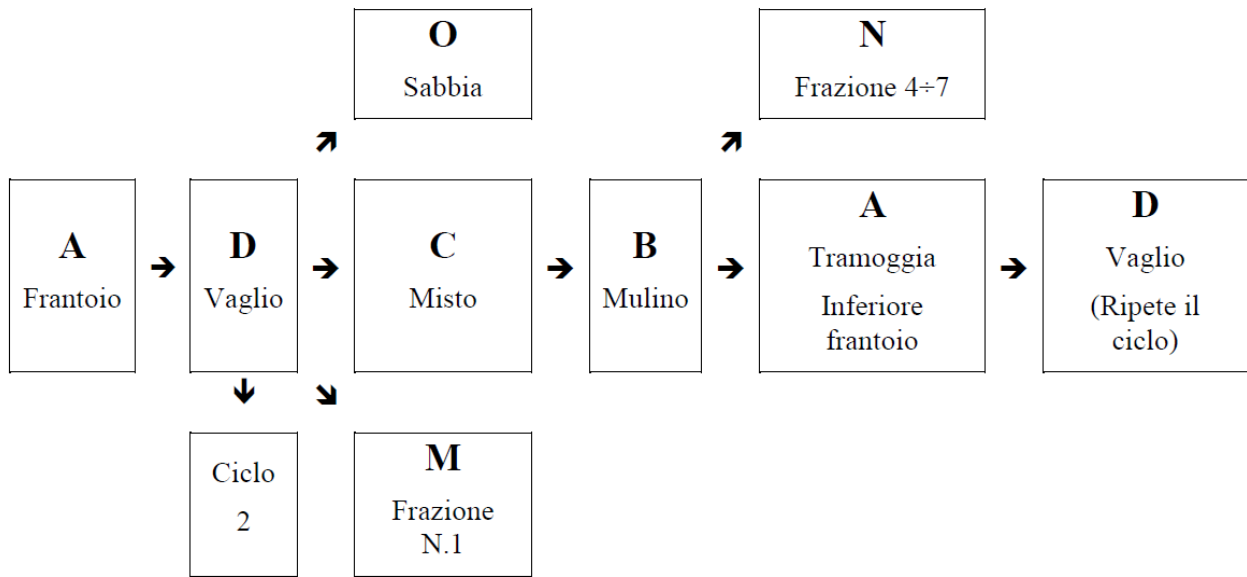 O
Sabbia
N
Frazione 4÷7
A
Frantoio
D
Vaglio
C
Misto
B
Mulino
A
Tramoggia
Inferiore
frantoio
D
Vaglio
(Ripete il
ciclo)
Ciclo
2
M
Frazione
N.1